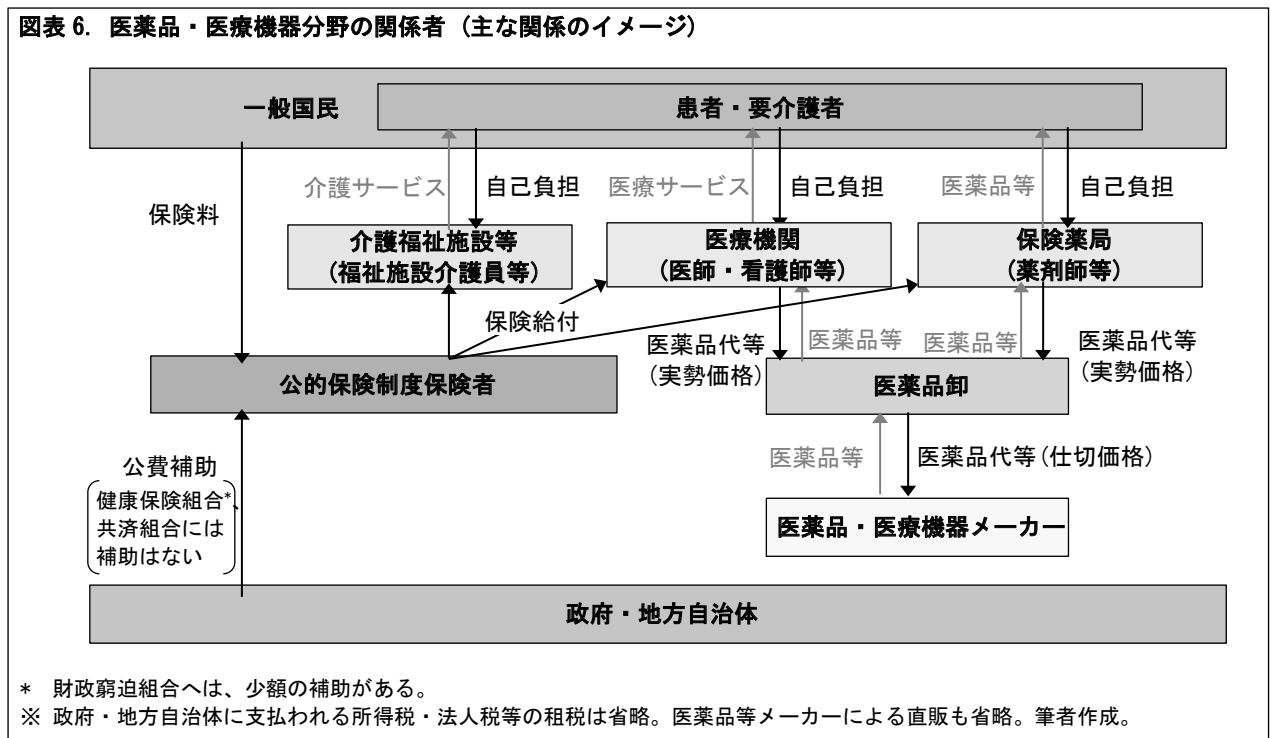 図表 6. 医薬品・医療機器分野の関係者（主な関係のイメージ）
一般国民
患者・要介護者
介護サービス
自己負担
医療サービス
自己負担
医薬品等
自己負担
保険料
介護福祉施設等
（福祉施設介護員等）
医療機関
（医師・看護師等）
保険薬局
（薬剤師等）
保険給付
医薬品代等
（実勢価格）
医薬品等
医薬品等
医薬品代等
（実勢価格）
公的保険制度保険者
医薬品卸
公費補助
健康保険組合*、
共済組合には
補助はない
医薬品等
医薬品代等（仕切価格）
医薬品・医療機器メーカー
政府・地方自治体
* 財政窮迫組合へは、少額の補助がある。
※ 政府・地方自治体に支払われる所得税・法人税等の租税は省略。医薬品等メーカーによる直販も省略。筆者作成。